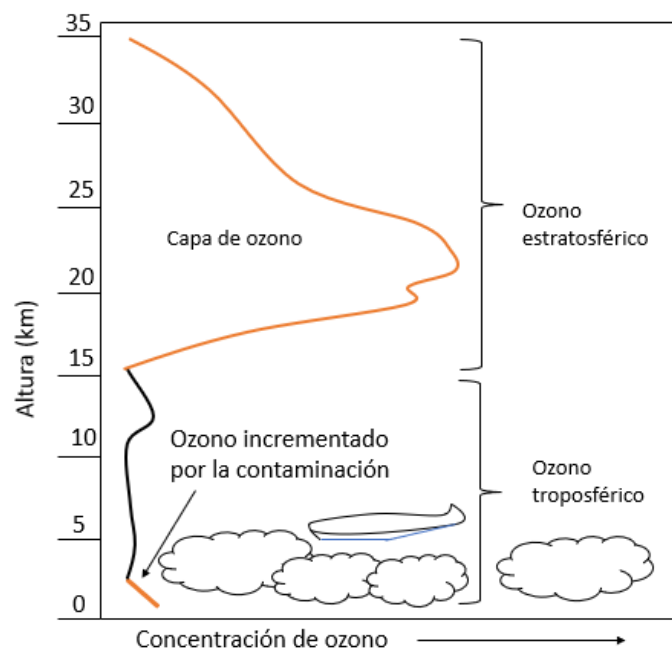 35
30
25
20
15
10
5
0
Altura (km)
Capa de ozono
Ozono
estratosférico
Ozono incrementado
por la contaminación
Ozono
troposférico
Concentración de ozono